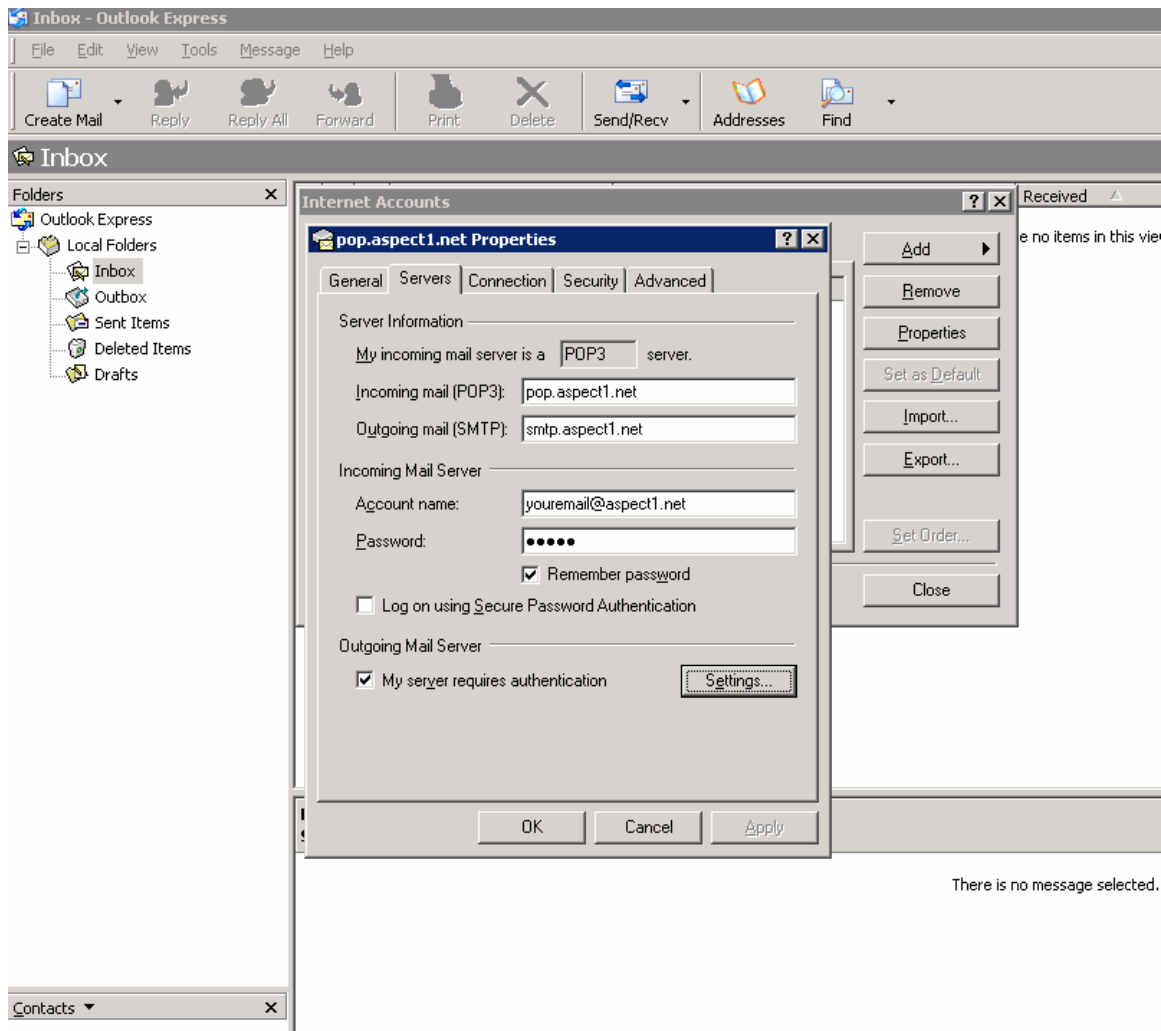 Inbox - Outlook Express
File Edit View Tools Message Help
Create Mail Reply Reply All Forward Print Delete Send/Recv Addresses Find
Inbox
Folders
Outlook Express
Local Folders
Inbox
Outbox
Sent Items
Deleted Items
Drafts
Contacts
Internet Accounts
Received
e no items in this
pop.aspect1.net Properties
General Servers Connection Security Advanced
Server Information
My incoming mail server is a POP3 server.
Incoming mail (POP3): pop.aspect1.net
Outgoing mail (SMTP): smtp.aspect1.net
Incoming Mail Server
Account name: youremail@aspect1.net
Password: •••••
Remember password
Log on using Secure Password Authentication
Outgoing Mail Server
My server requires authentication Settings...
OK Cancel Apply
Add
Remove
Properties
Set as Default
Import...
Export...
Set Order...
Close
There is no message selected.